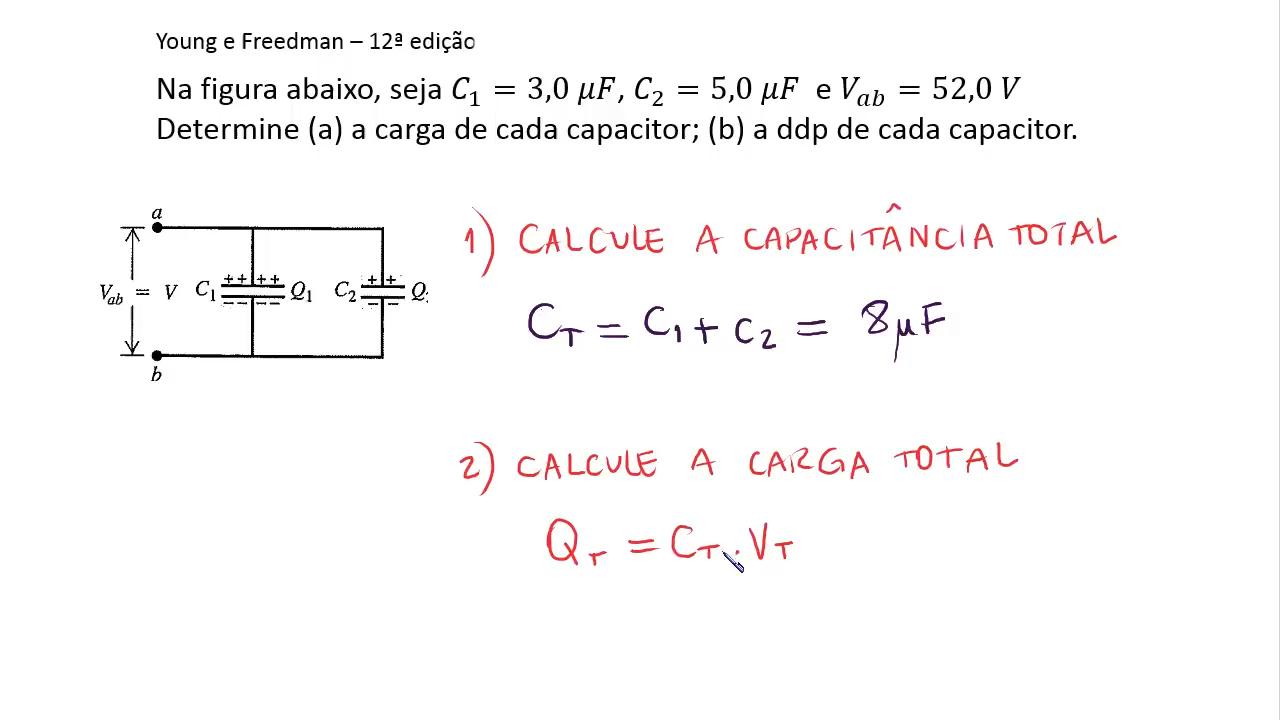 Young e Freedman – 12ª edição
Na figura abaixo, seja C₁ = 3,0 μF, C₂ = 5,0 μF e Vₐb = 52,0 V
Determine (a) a carga de cada capacitor; (b) a ddp de cada capacitor.
a
Vab = V
C₁
++ ++
-- --
Q₁
C₂
+ +
- -
Q
b
1) CALCULE A CAPACITÂNCIA TOTAL
CT = C₁ + C₂ = 8μF
2) CALCULE A CARGA TOTAL
QT = CT . VT